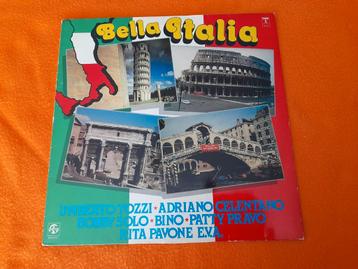 Bella Italia
UMBERTO TOZZI • ADRIANO CELENTANO
BOBBY SOLO • BINO • PATTY PRAVO
RITA PAVONE E.V.A.